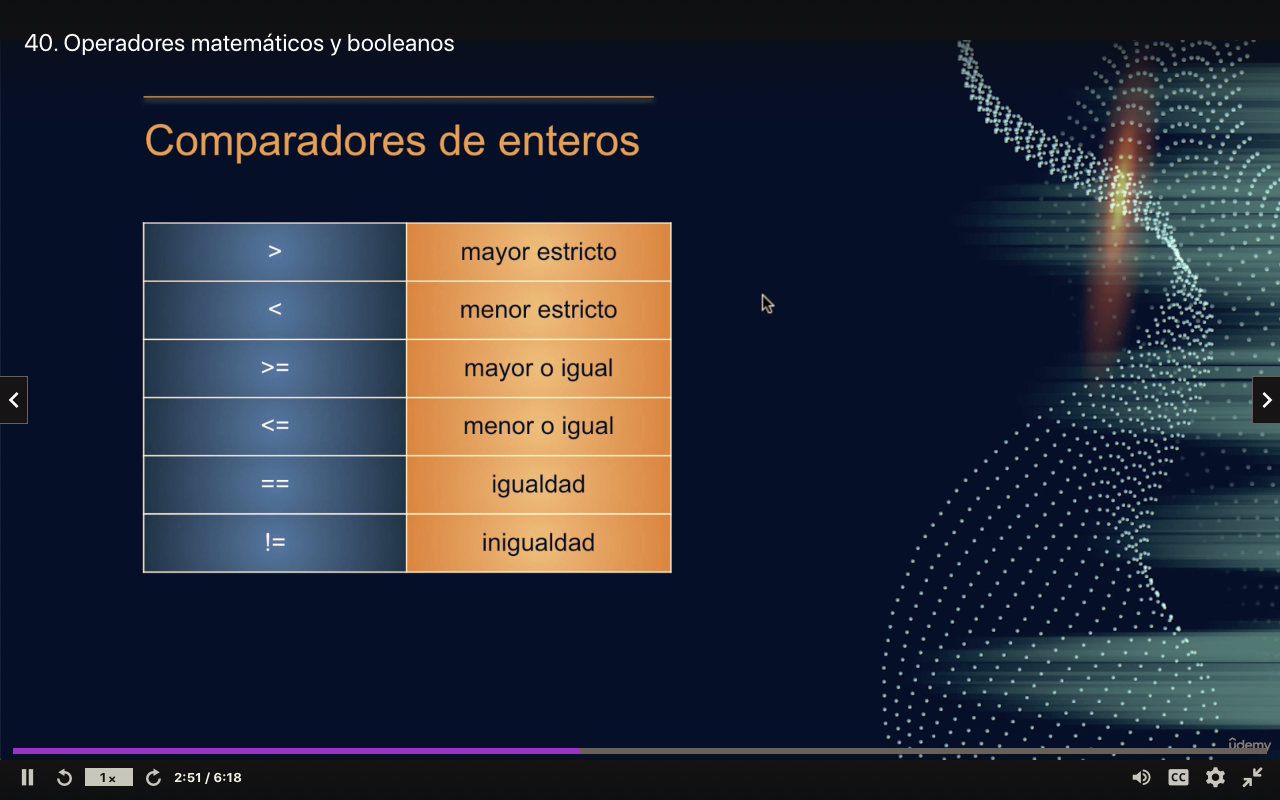 40. Operadores matemáticos y booleanos
Comparadores de enteros
> mayor estricto
< menor estricto
>= mayor o igual
<= menor o igual
== igualdad
!= inigualdad
ûdemy
1x 2:51 / 6:18 CC